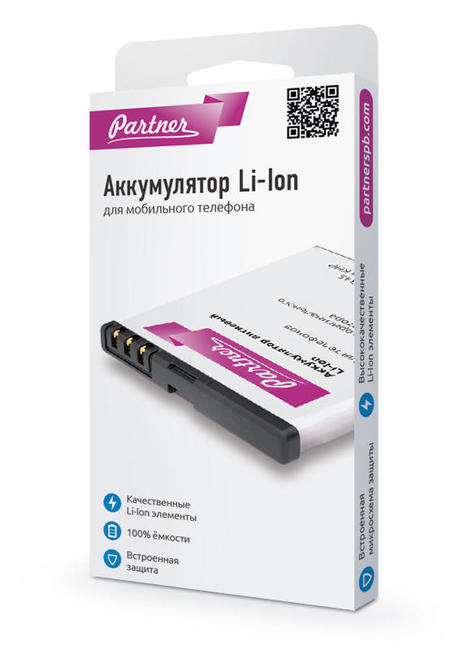 Partner
Аккумулятор Li-Ion
для мобильного телефона
Аккумулятор литиевый
Li-Ion
Partner
Качественные
Li-Ion элементы
100% ёмкости
Встроенная
защита
partnerspb.com
Высококачественные
Li-Ion элементы
Встроенная
микросхема защиты